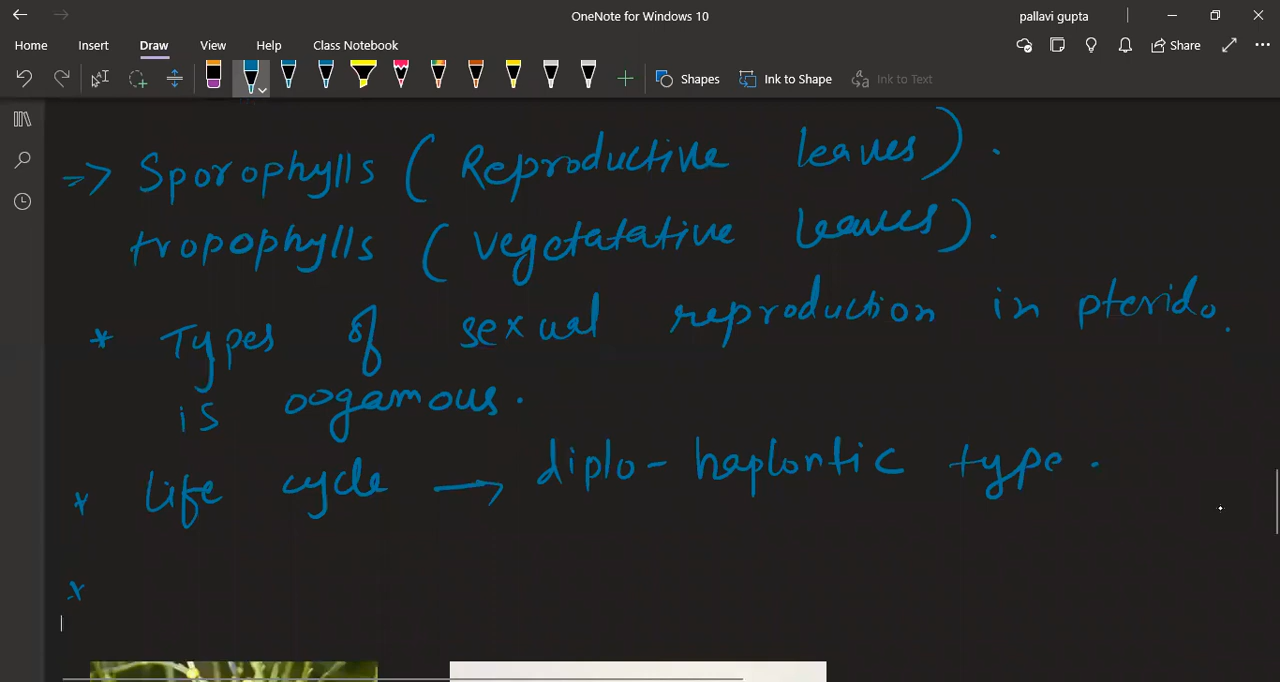 OneNote for Windows 10
pallavi gupta
Home Insert Draw View Help Class Notebook
Share
Shapes Ink to Shape Ink to Text
=> Sporophylls ( Reproductive leaves ) .
tropophylls ( vegetatative leaves ) .
* Types of sexual reproduction in pterido.
is oogamous .
* Life cycle → diplo - haplontic type .
*